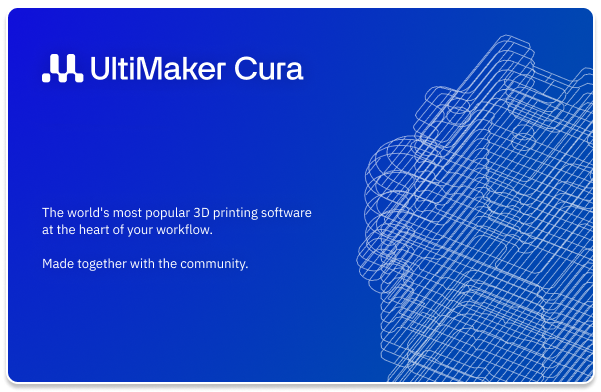 UltiMaker Cura
The world's most popular 3D printing software
at the heart of your workflow.
Made together with the community.